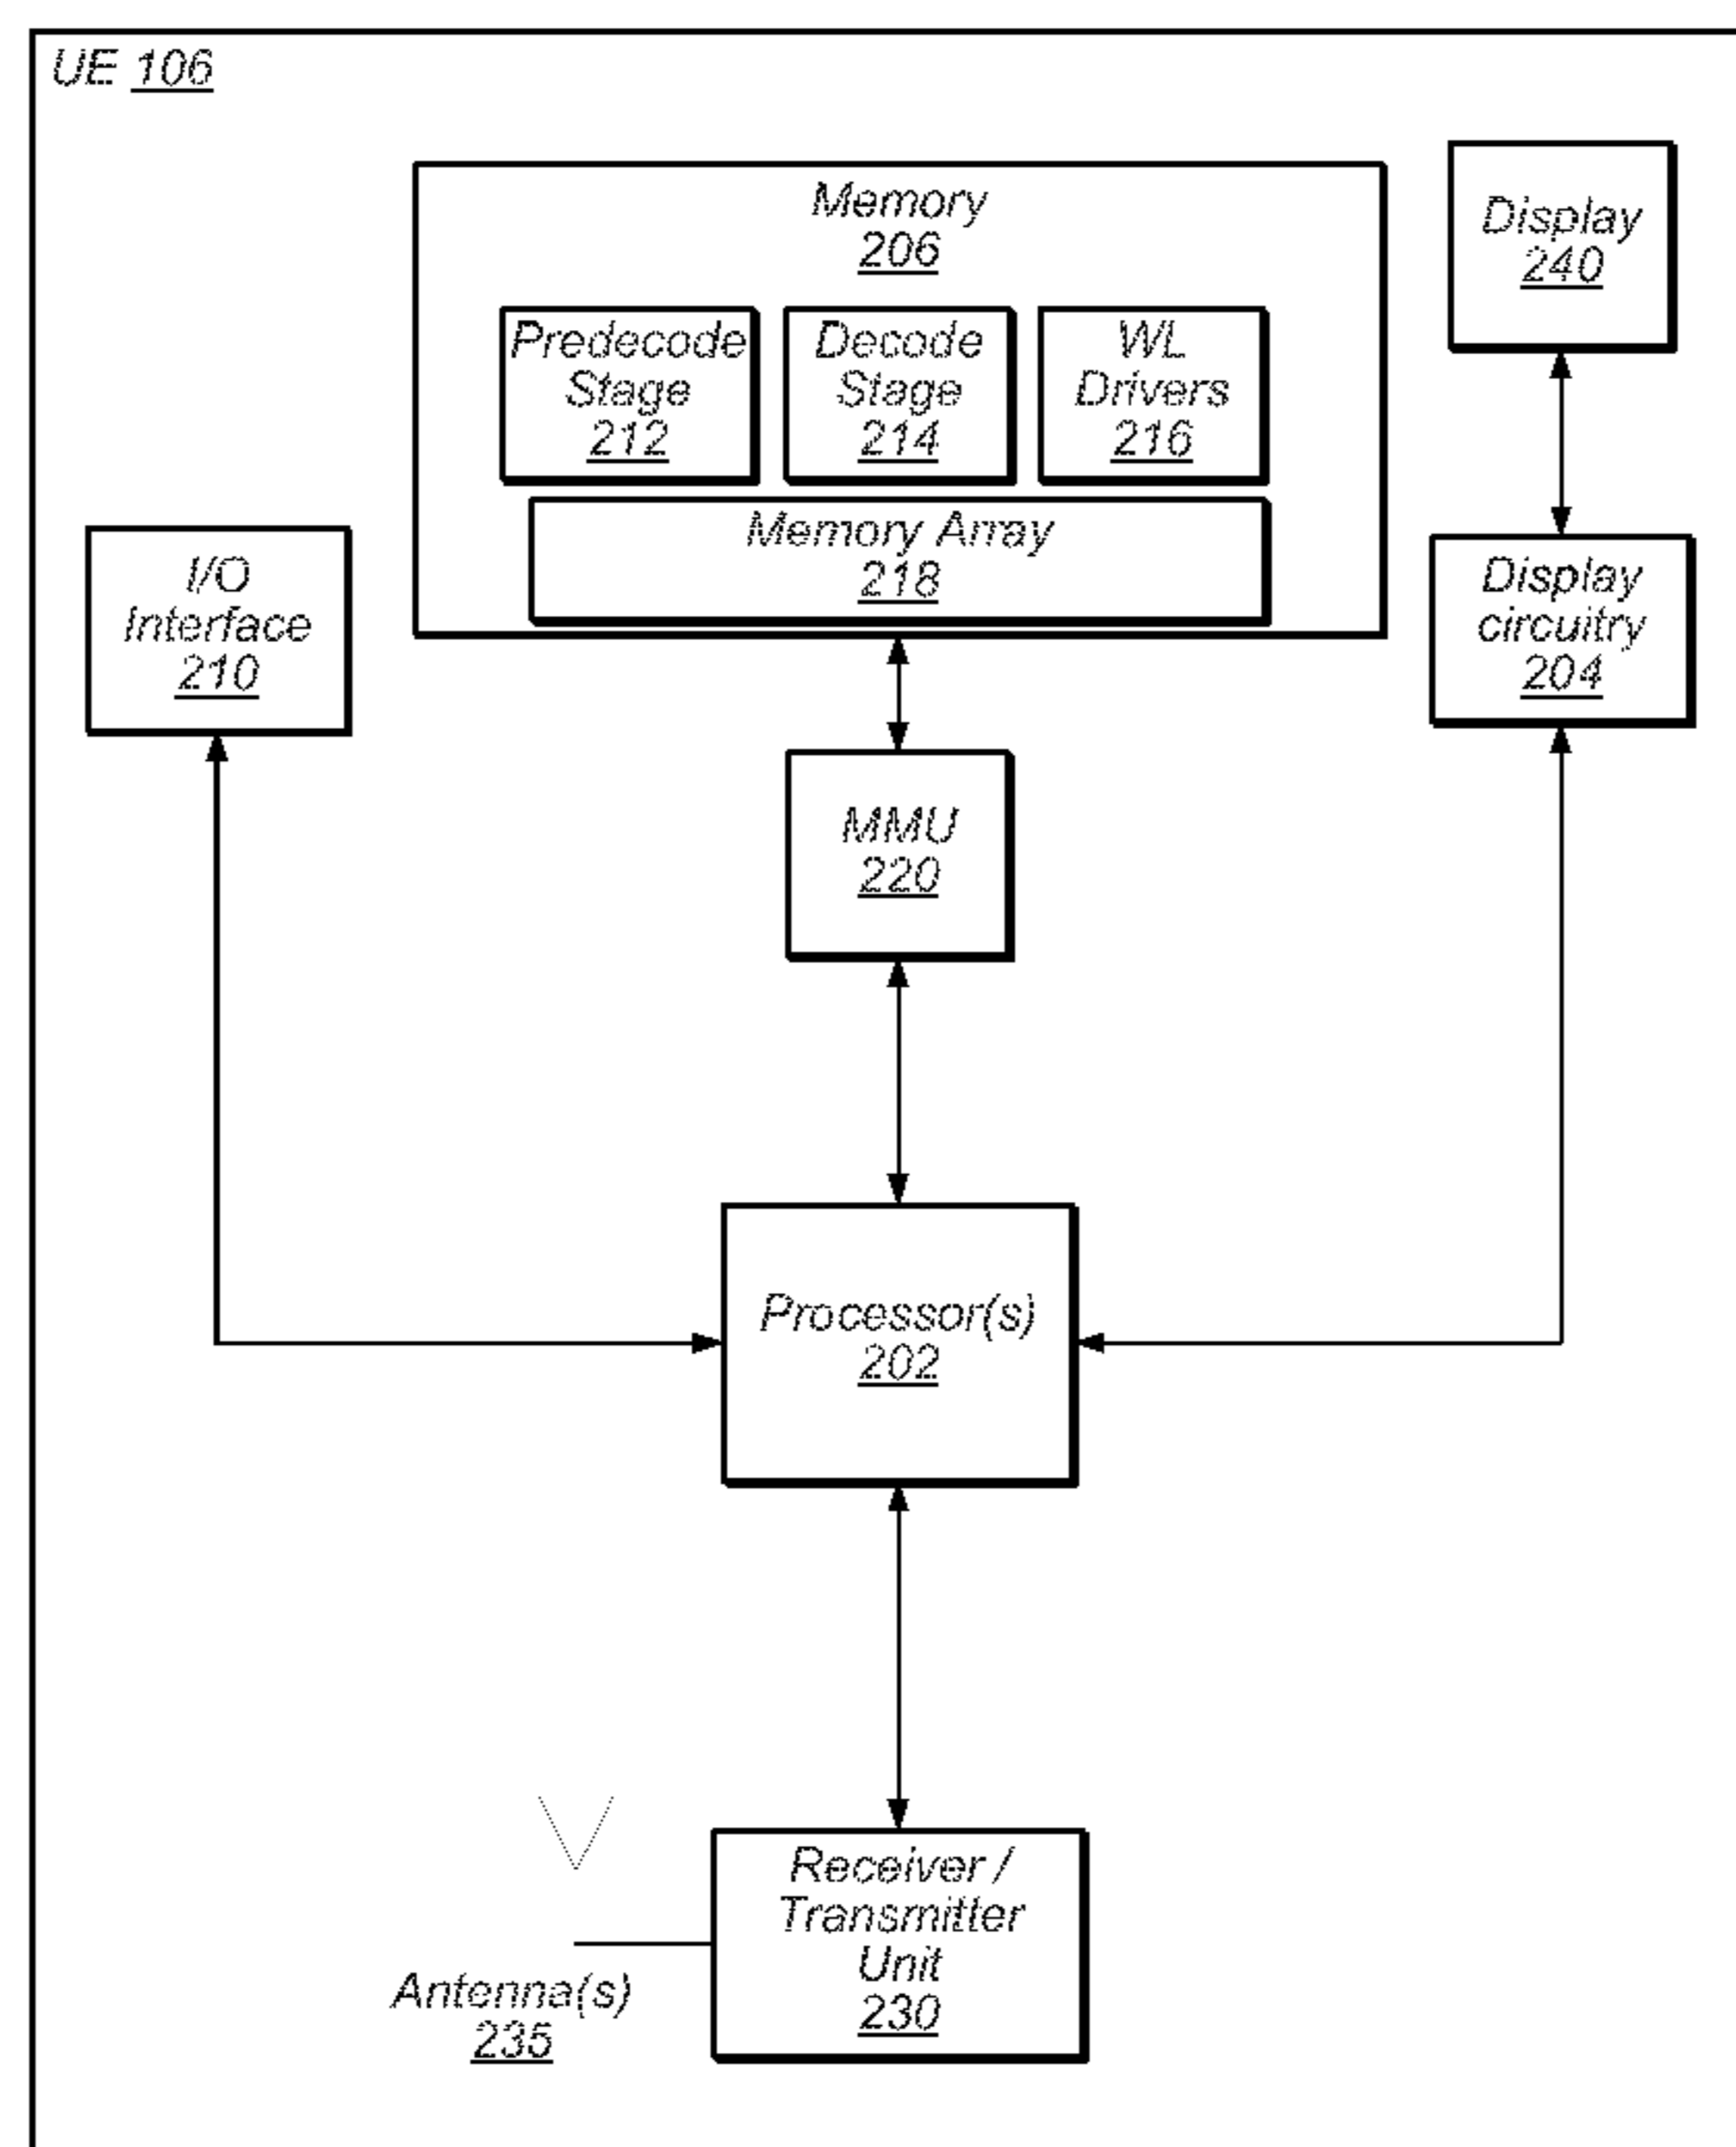 UE 106
Memory
206
Display
240
Predecode
Stage
212
Decode
Stage
214
WL
Drivers
216
Memory Array
218
I/O
Interface
210
Display
circuitry
204
MMU
220
Processor(s)
202
Receiver /
Transmitter
Unit
230
Antenna(s)
235